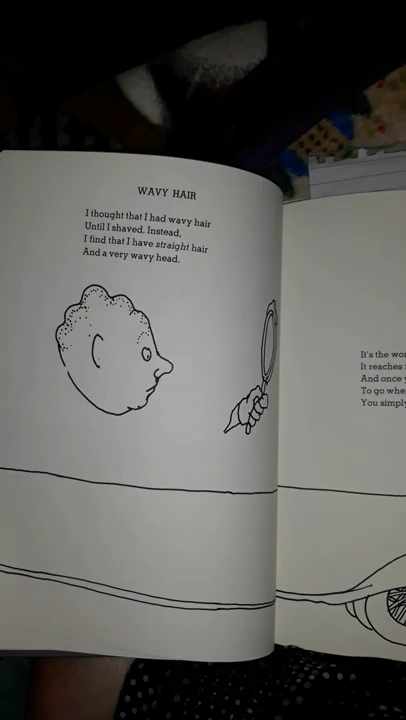 WAVY HAIR
I thought that I had wavy hair
Until I shaved. Instead,
I find that I have straight hair
And a very wavy head.
It's the wor
It reaches
And once
To go whe
You simply